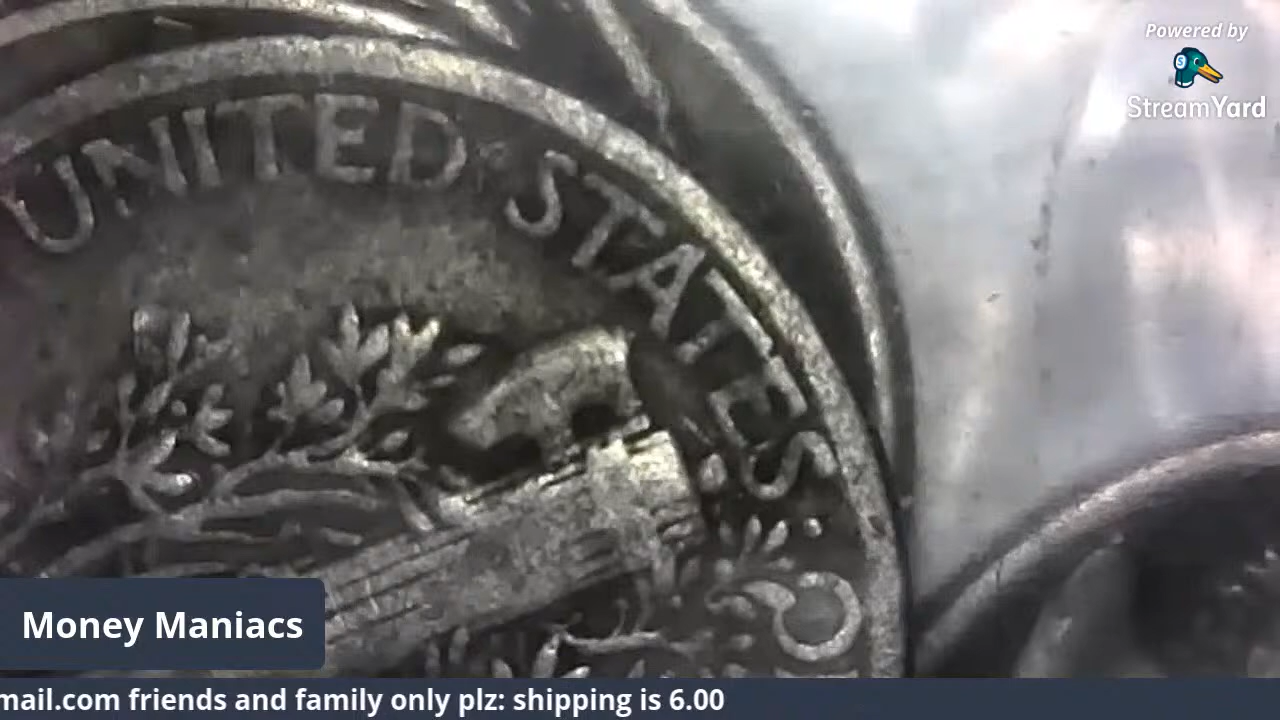 Powered by
StreamYard
UNITED STATES O
Money Maniacs
mail.com friends and family only plz: shipping is 6.00